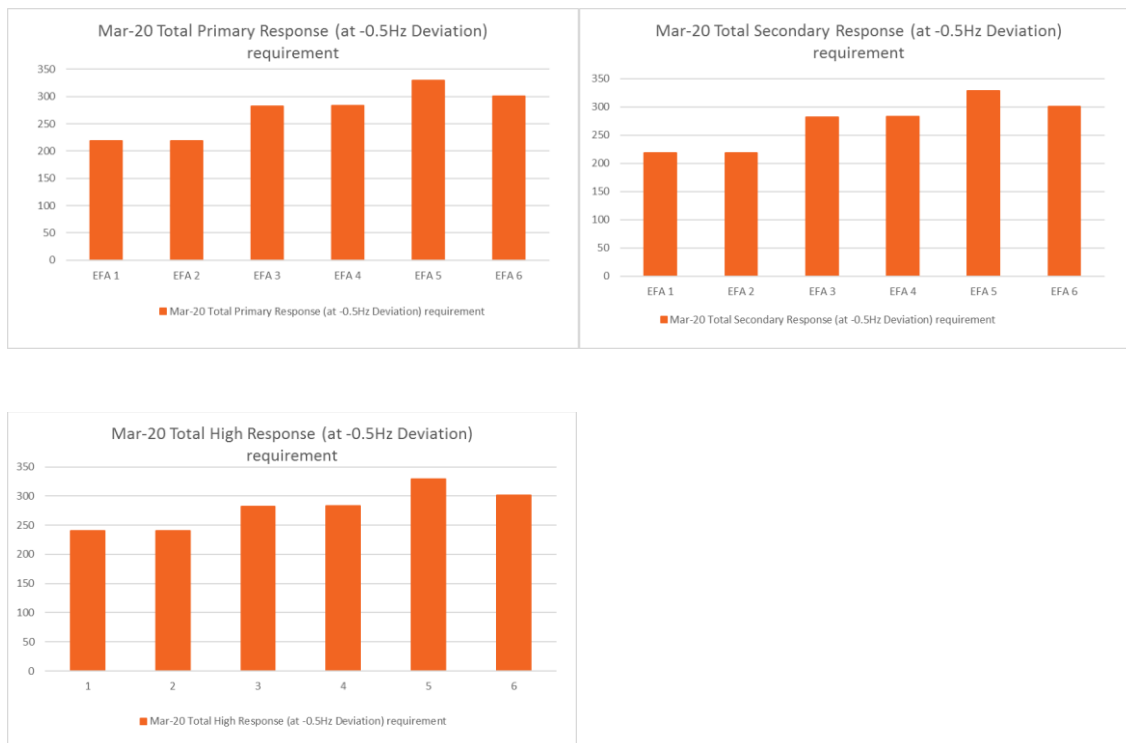 Mar-20 Total Primary Response (at -0.5Hz Deviation)
requirement
350
300
250
200
150
100
50
0
EFA 1 EFA 2 EFA 3 EFA 4 EFA 5 EFA 6
Mar-20 Total Primary Response (at -0.5Hz Deviation) requirement
Mar-20 Total Secondary Response (at -0.5Hz Deviation)
requirement
350
300
250
200
150
100
50
0
EFA 1 EFA 2 EFA 3 EFA 4 EFA 5 EFA 6
Mar-20 Total Secondary Response (at -0.5Hz Deviation) requirement
Mar-20 Total High Response (at -0.5Hz Deviation)
requirement
350
300
250
200
150
100
50
0
1 2 3 4 5 6
Mar-20 Total High Response (at -0.5Hz Deviation) requirement